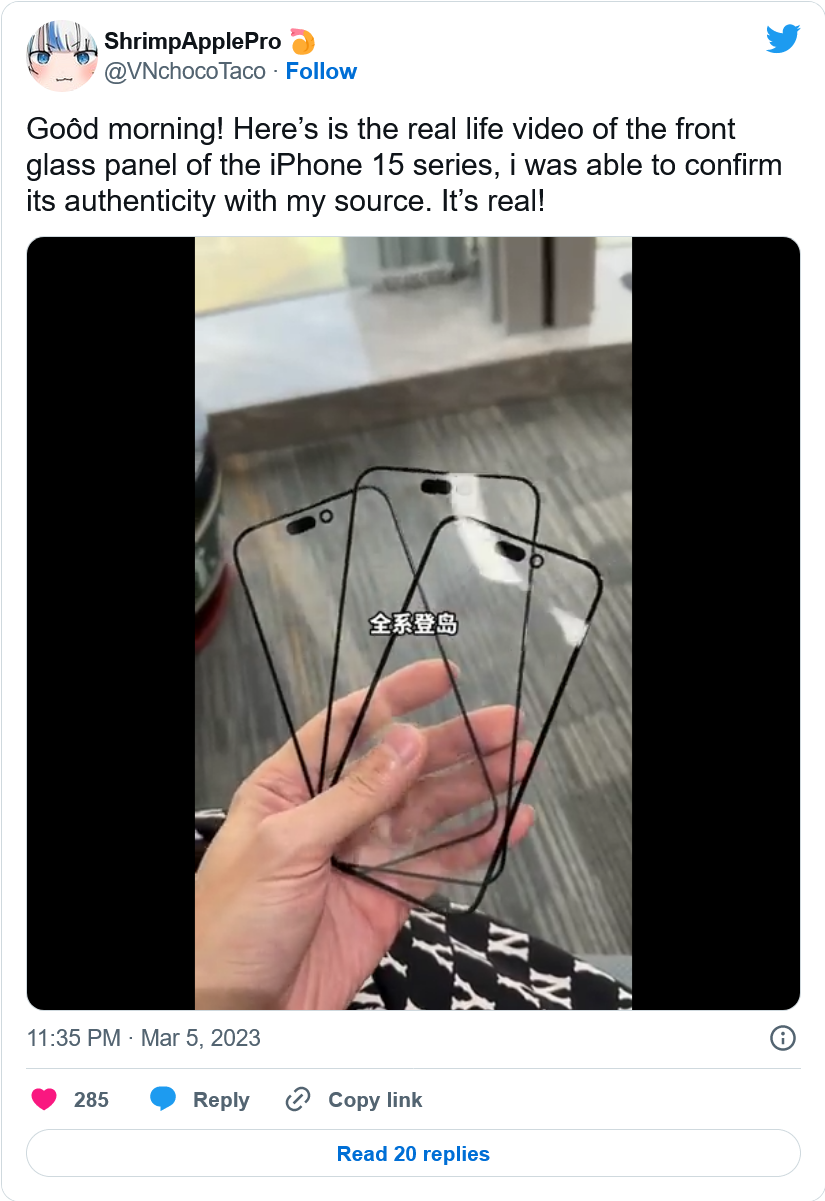 ShrimpApplePro
@VNchocoTaco · Follow
Goôd morning! Here’s is the real life video of the front
glass panel of the iPhone 15 series, i was able to confirm
its authenticity with my source. It’s real!
全系登岛
11:35 PM · Mar 5, 2023
285 Reply Copy link
Read 20 replies